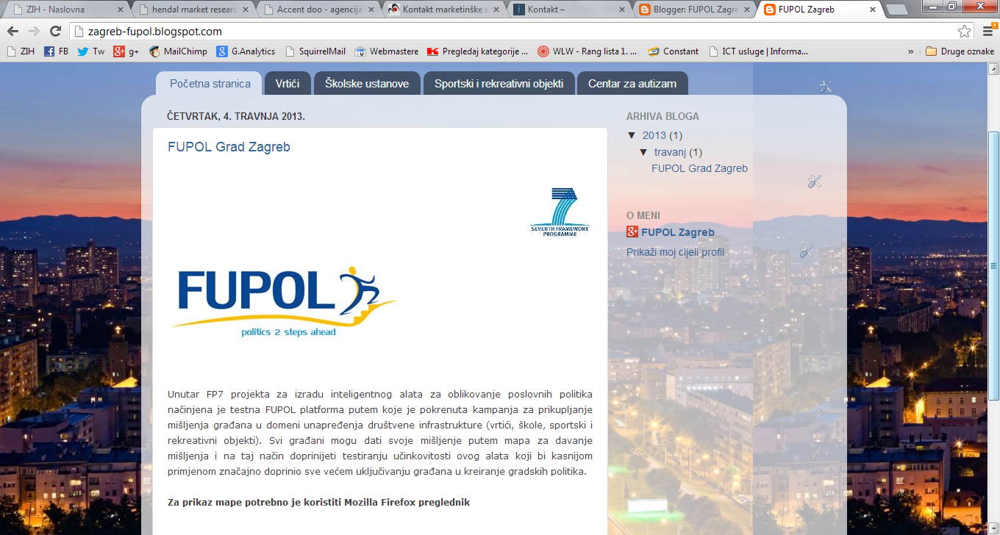 ZIH - Naslovna
hendal market researc
Accent doo - agencija
Kontakt marketinške a
Kontakt –
Blogger: FUPOL Zagre
FUPOL Zagreb
zagreb-fupol.blogspot.com
ZIH
FB
Tw
g+
MailChimp
G.Analytics
SquirrelMail
Webmastere
Pregledaj kategorije ...
WLW - Rang lista 1. ...
Constant
ICT usluge | Informa...
»
Druge oznake
Početna stranica
Vrtići
Školske ustanove
Sportski i rekreativni objekti
Centar za autizam
ČETVRTAK, 4. TRAVNJA 2013.
FUPOL Grad Zagreb
7
SEVENTH FRAMEWORK
PROGRAMME
FUPOL
politics 2 steps ahead
Unutar FP7 projekta za izradu inteligentnog alata za oblikovanje poslovnih politika
načinjena je testna FUPOL platforma putem koje je pokrenuta kampanja za prikupljanje
mišljenja građana u domeni unapređenja društvene infrastrukture (vrtići, škole, sportski i
rekreativni objekti). Svi građani mogu dati svoje mišljenje putem mapa za davanje
mišljenja i na taj način doprinijeti testiranju učinkovitosti ovog alata koji bi kasnijom
primjenom značajno doprinio sve većem uključivanju građana u kreiranje gradskih politika.
Za prikaz mape potrebno je koristiti Mozilla Firefox preglednik
ARHIVA BLOGA
▼ 2013 (1)
▼ travanj (1)
FUPOL Grad Zagreb
O MENI
FUPOL Zagreb
Prikaži moj cijeli profil